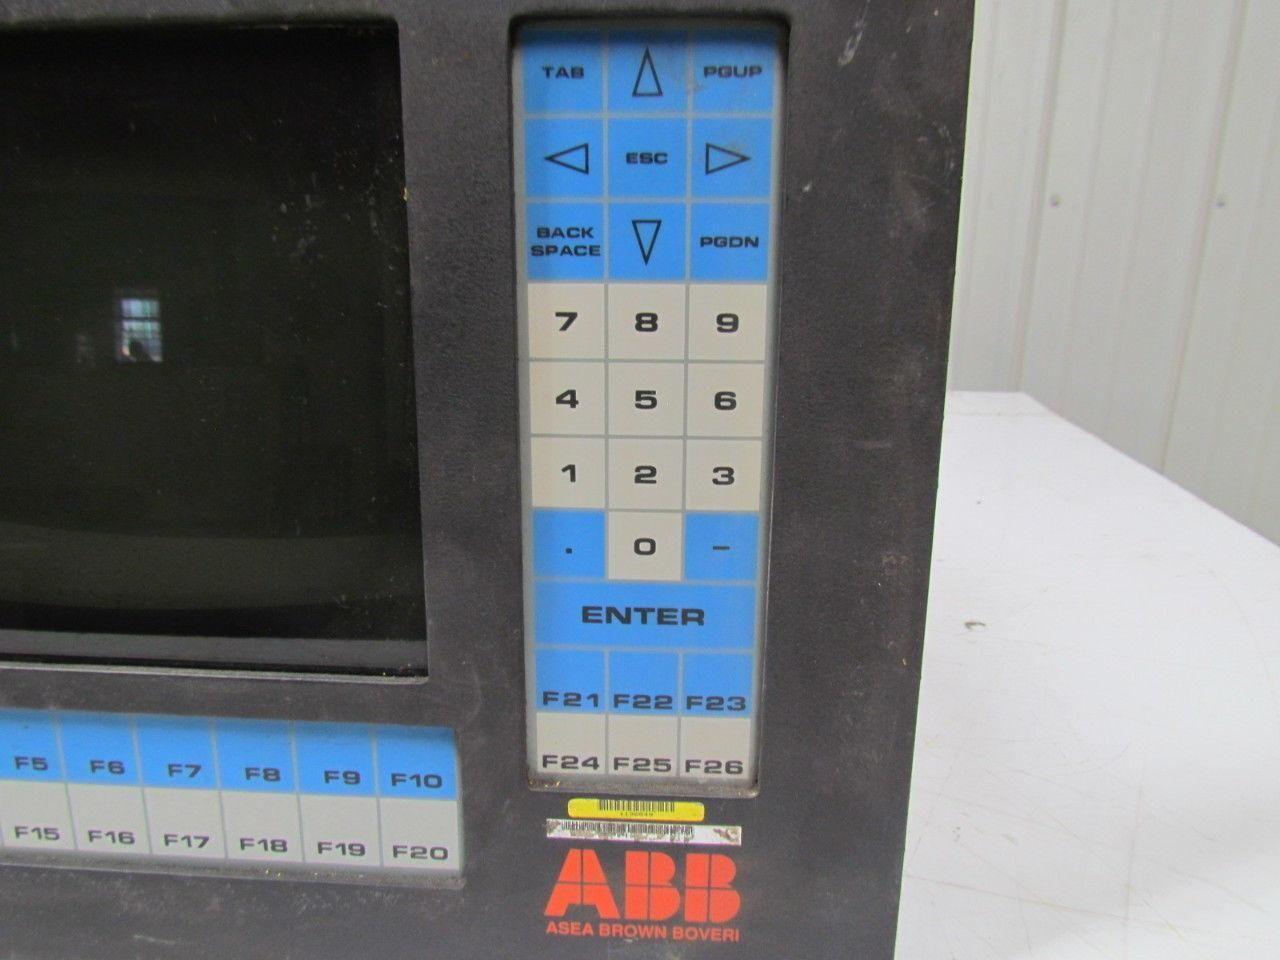 TAB PGUP
ESC
BACK
SPACE PGDN
7 8 9
4 5 6
1 2 3
. 0 –
ENTER
F21 F22 F23
F24 F25 F26
F5 F6 F7 F8 F9 F10
F15 F16 F17 F18 F19 F20
ABB
ASEA BROWN BOVERI